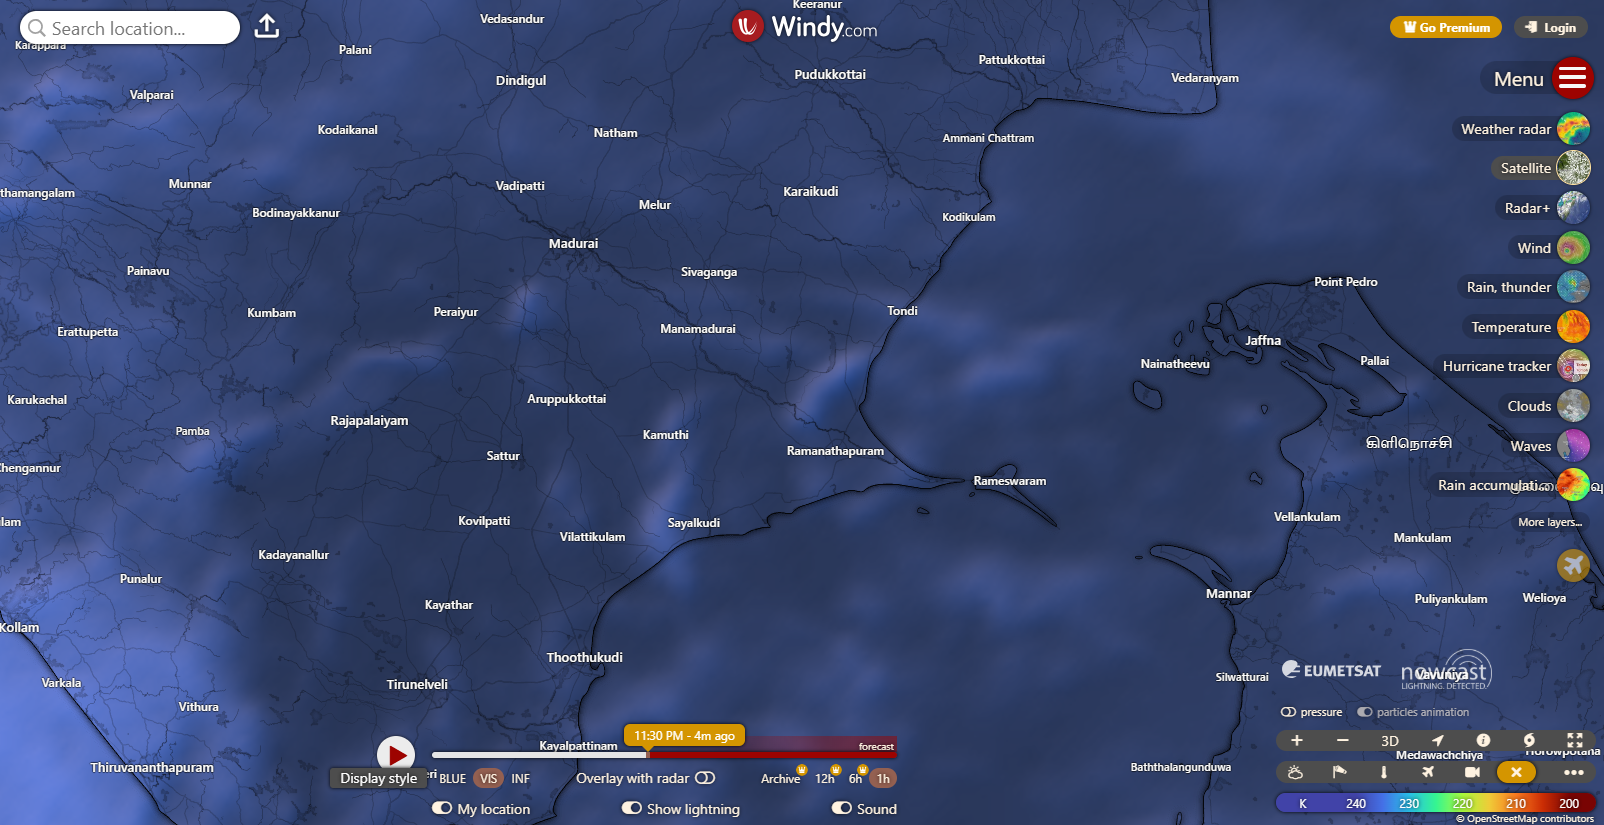 Search location...
Windy.com
Go Premium
Login
Menu
Weather radar
Satellite
Radar+
Wind
Rain, thunder
Temperature
Hurricane tracker
Clouds
Waves
Rain accumulati...
More layers...
Keeranur
Vedasandur
Karappara
Palani
Pattukkottai
Pudukkottai
Vedaranyam
Dindigul
Valparai
Kodaikanal
Natham
Ammani Chattram
Munnar
thamangalam
Vadipatti
Karaikudi
Melur
Bodinayakkanur
Kodikulam
Madurai
Painavu
Sivaganga
Point Pedro
Kumbam
Peraiyur
Tondi
Erattupetta
Manamadurai
Jaffna
Nainatheevu
Pallai
Karukachal
Aruppukkottai
Rajapalaiyam
Pamba
Kamuthi
கிளிநொச்சி
Ramanathapuram
Sattur
Chengannur
Rameswaram
lam
Kovilpatti
Sayalkudi
Vellankulam
Vilattikulam
Mankulam
Kadayanallur
Punalur
Mannar
Welioya
Kayathar
Puliyankulam
Kollam
Thoothukudi
Varkala
Tirunelveli
Silwatturai
Vavuniya
Vithura
Kayalpattinam
Thiruvananthapuram
Baththalangunduwa
Medawachchiya
Horowpotana
EUMETSAT
nowcast
LIGHTNING. DETECTED.
pressure
particles animation
3D
11:30 PM - 4m ago
forecast
Display style
eri
BLUE
VIS
INF
Overlay with radar
Archive
12h
6h
1h
My location
Show lightning
Sound
K 240 230 220 210 200
© OpenStreetMap contributors